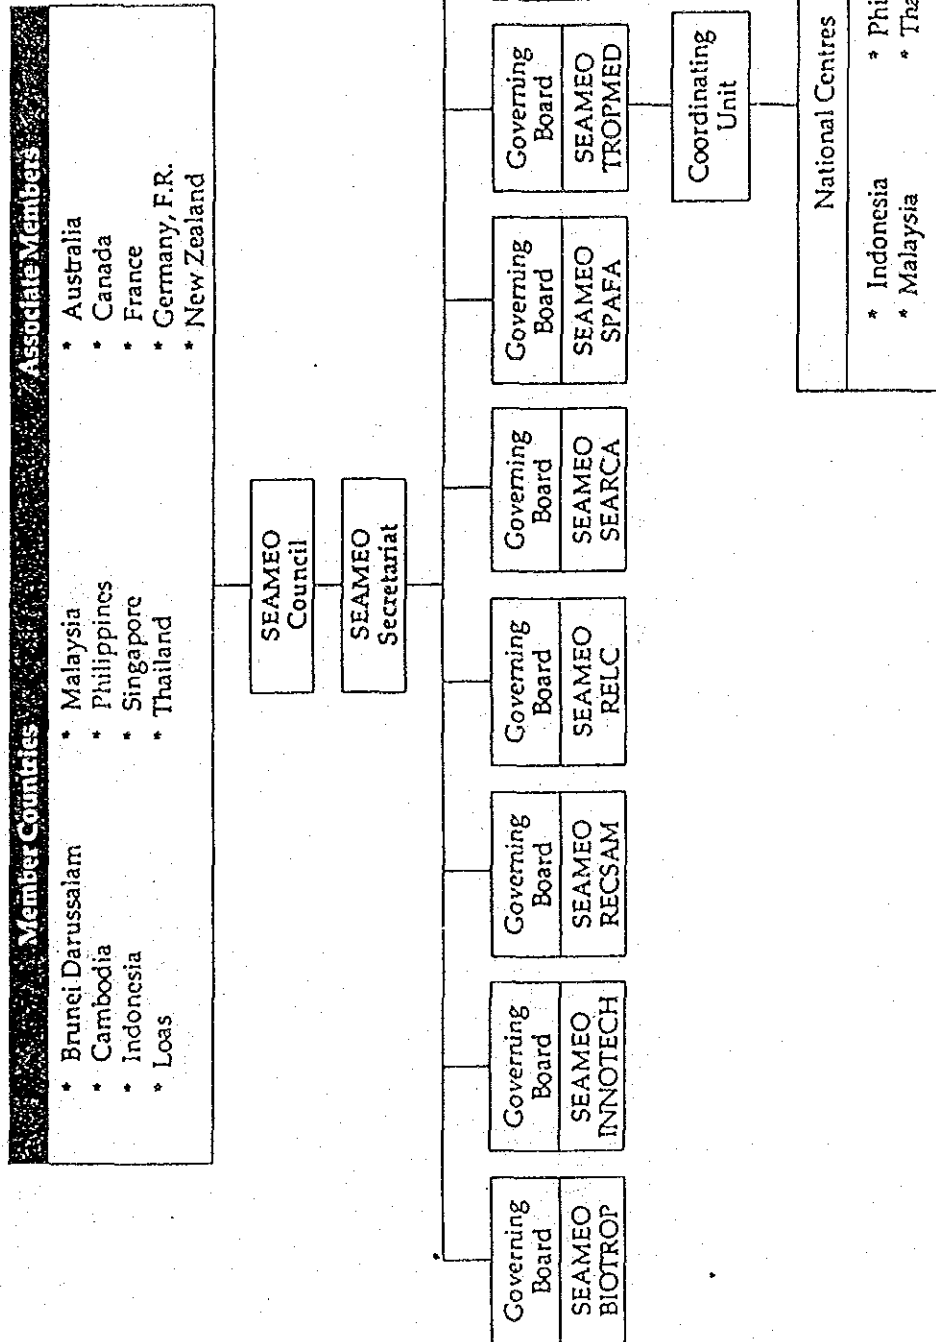 Member Countries
Associate Members
* Brunei Darussalam
* Cambodia
* Indonesia
* Loas
* Malaysia
* Philippines
* Singapore
* Thailand
* Australia
* Canada
* France
* Germany, F.R.
* New Zealand
SEAMEO
Council
SEAMEO
Secretariat
Governing
Board
SEAMEO
BIOTROP
Governing
Board
SEAMEO
INNOTECH
Governing
Board
SEAMEO
RECSAM
Governing
Board
SEAMEO
RELC
Governing
Board
SEAMEO
SEARCA
Governing
Board
SEAMEO
SPAFA
Governing
Board
SEAMEO
TROPMED
Coordinating
Unit
National Centres
* Indonesia
* Malaysia
* Phi
* Tha